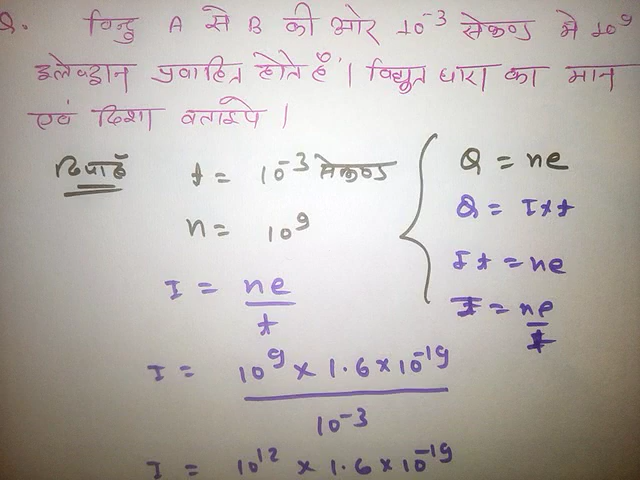 Q. बिन्दु A से B की ओर 10⁻³ सेकण्ड मे 10⁹
इलेक्ट्रान प्रवाहित होते हैं। विद्युत धारा का मान
एवं दिशा बताइये।
दिया है
t = 10⁻³ सेकण्ड
n = 10⁹
I = ne/t
I = 10⁹ × 1.6 × 10⁻¹⁹ / 10⁻³
I = 10¹² × 1.6 × 10⁻¹⁹
Q = ne
Q = I × t
It = ne
I = ne/t